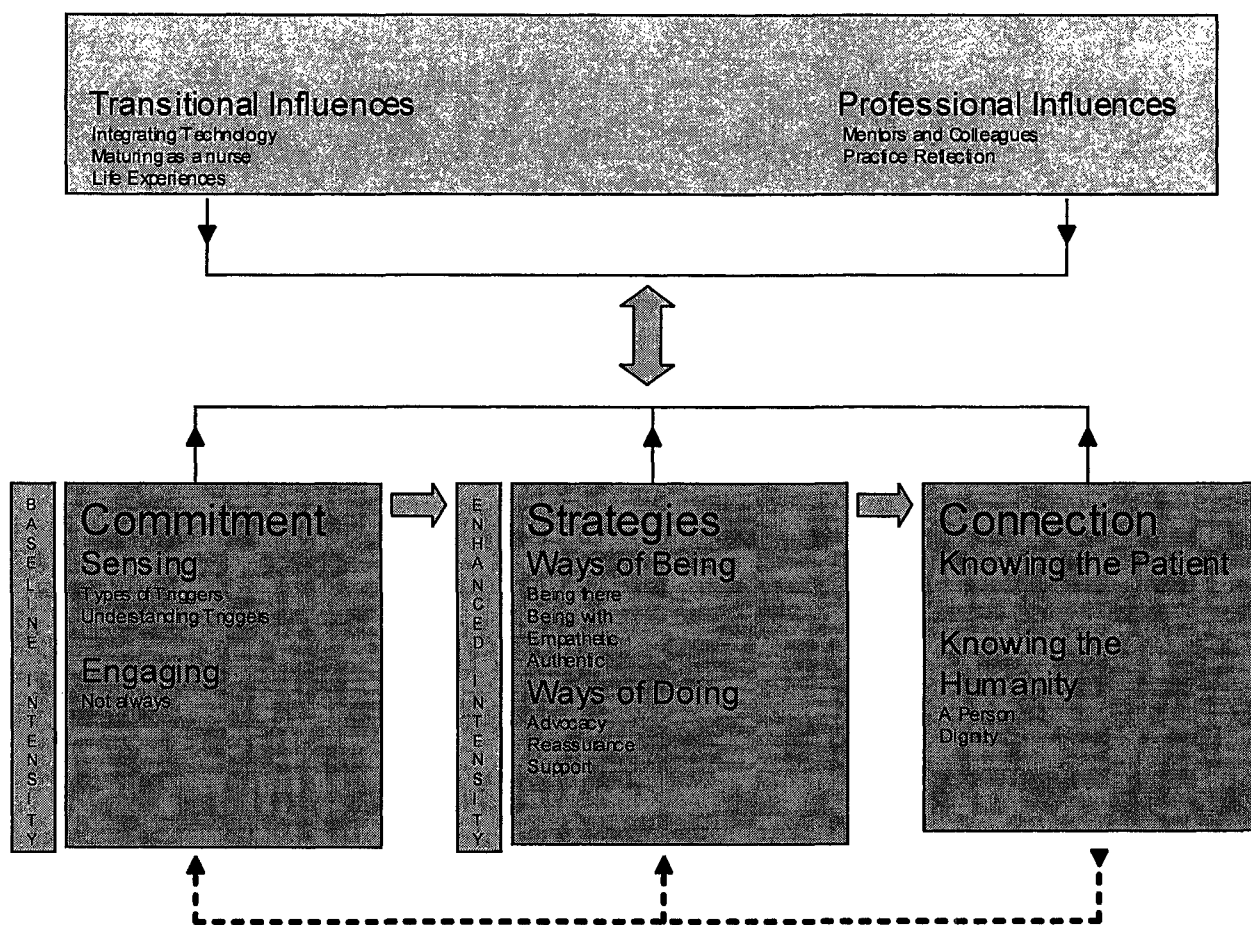 Transitional Influences
Integrating Technology
Maturing as a nurse
Life Experiences
Professional Influences
Mentors and Colleagues
Practice Reflection
BASELINE INTENSITY
Commitment
Sensing
Types of Triggers
Understanding Triggers
Engaging
Not always
ENHANCED INTENSITY
Strategies
Ways of Being
Being there
Being with
Empathetic
Authentic
Ways of Doing
Advocacy
Reassurance
Support
Connection
Knowing the Patient
Knowing the
Humanity
A Person
Dignity